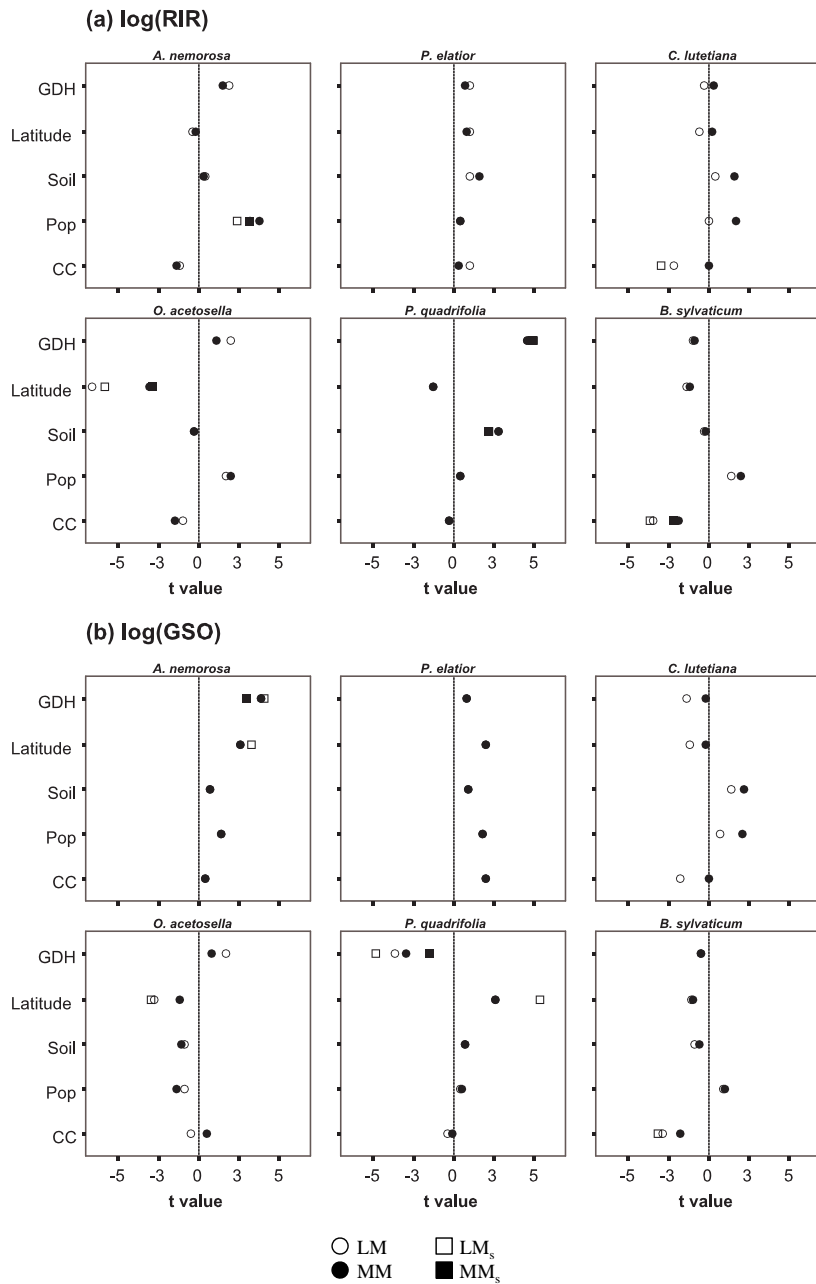 (a) log(RIR)
A. nemorosa P. elatior C. lutetiana
GDH
Latitude
Soil
Pop
CC
O. acetosella P. quadrifolia B. sylvaticum
GDH
Latitude
Soil
Pop
CC
-5 -3 0 3 5 -5 -3 0 3 5 -5 -3 0 3 5
t value t value t value
(b) log(GSO)
A. nemorosa P. elatior C. lutetiana
GDH
Latitude
Soil
Pop
CC
O. acetosella P. quadrifolia B. sylvaticum
GDH
Latitude
Soil
Pop
CC
-5 -3 0 3 5 -5 -3 0 3 5 -5 -3 0 3 5
t value t value t value
LM LMs
MM MMs